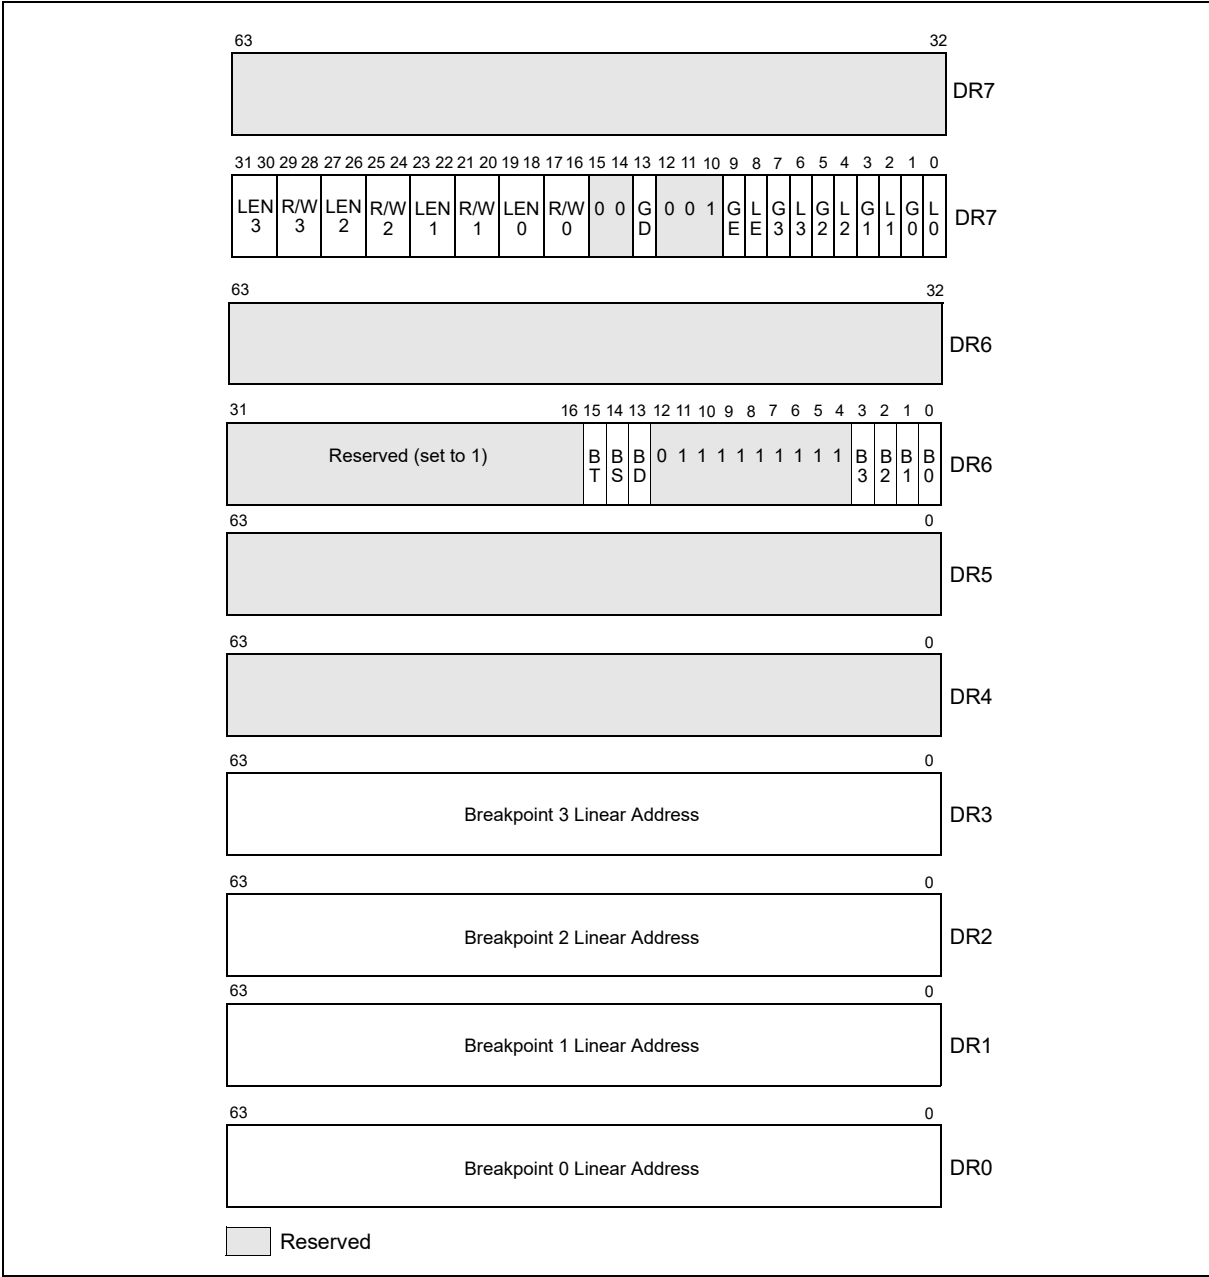 63 32
DR7
31 30 29 28 27 26 25 24 23 22 21 20 19 18 17 16 15 14 13 12 11 10 9 8 7 6 5 4 3 2 1 0
LEN R/W LEN R/W LEN R/W LEN R/W 0 0 G 0 0 1 G L G L G L G L G L DR7
3 3 2 2 1 1 0 0 D E E 3 3 2 2 1 1 0 0
63 32
DR6
31 16 15 14 13 12 11 10 9 8 7 6 5 4 3 2 1 0
Reserved (set to 1) B B B 0 1 1 1 1 1 1 1 1 B B B B DR6
T S D 3 2 1 0
63 0
DR5
63 0
DR4
63 0
Breakpoint 3 Linear Address DR3
63 0
Breakpoint 2 Linear Address DR2
63 0
Breakpoint 1 Linear Address DR1
63 0
Breakpoint 0 Linear Address DR0
Reserved